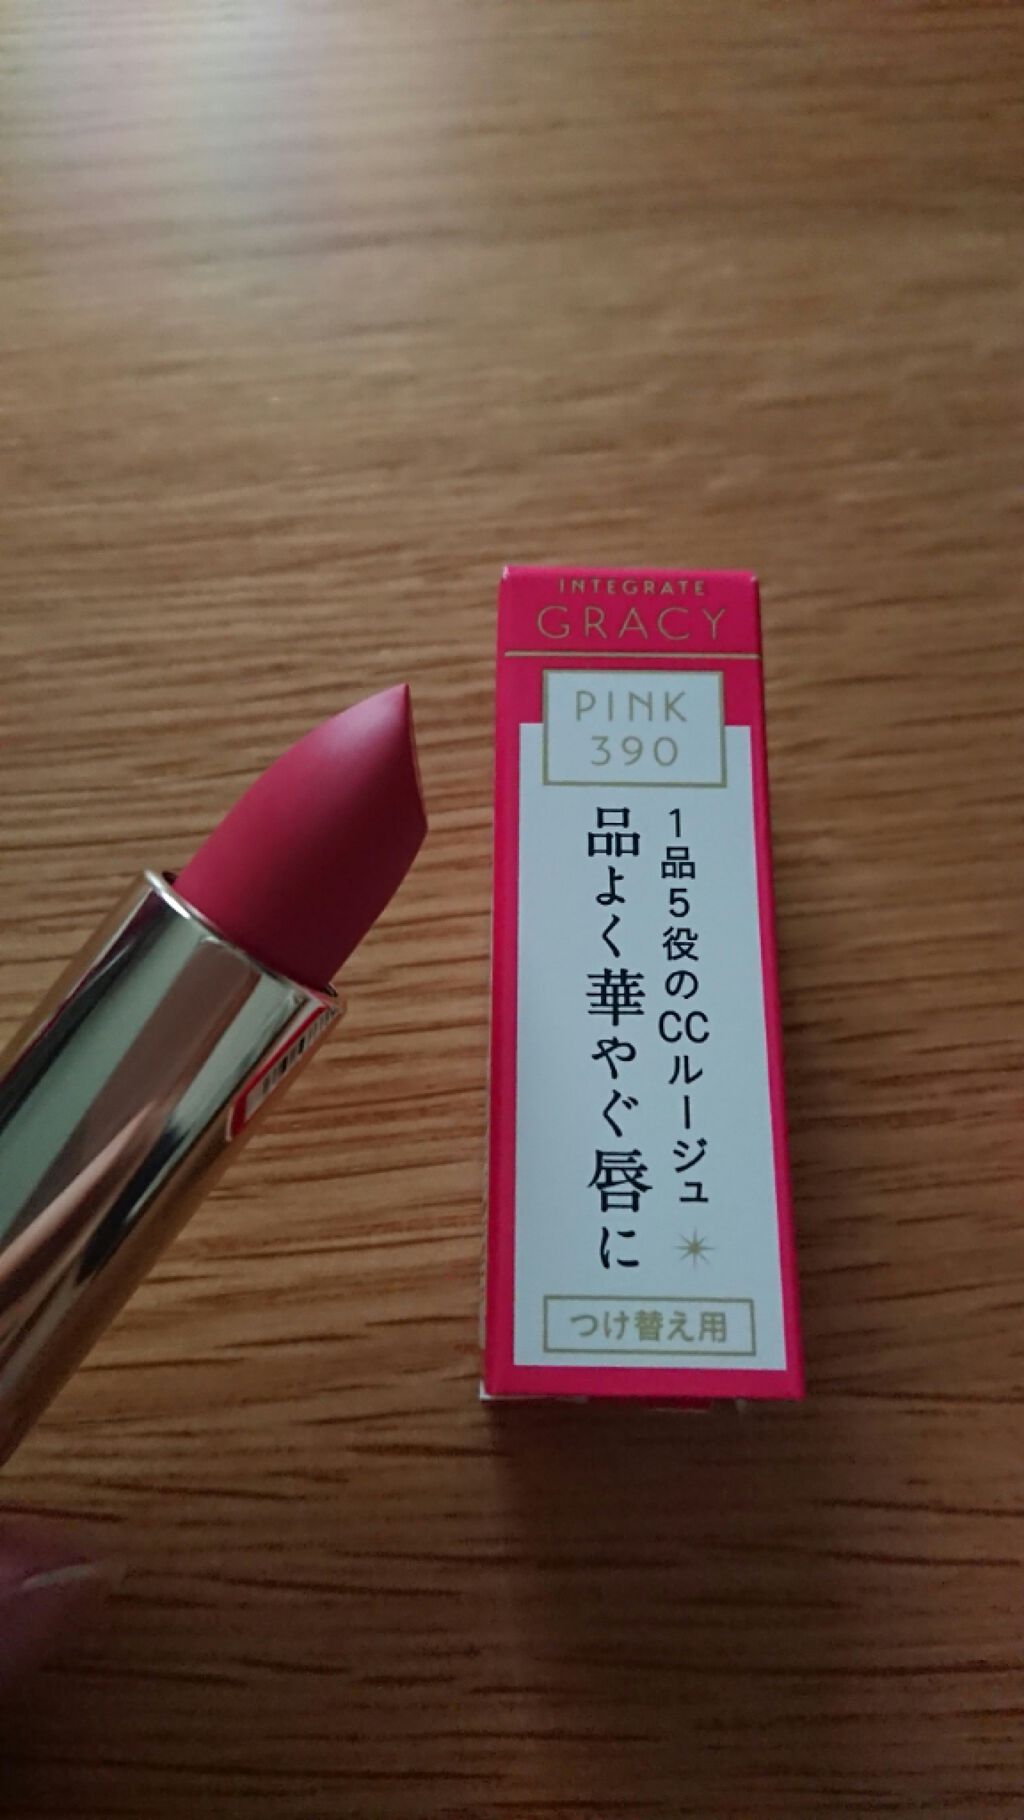 INTEGRATE
GRACY
PINK
390
1品5役のCCルージュ
品よく華やぐ唇に
つけ替え用